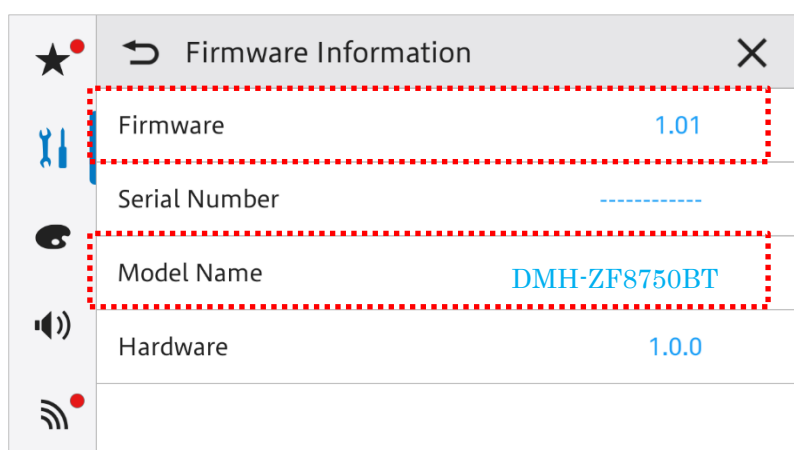 Firmware Information
Firmware 1.01
Serial Number ------------
Model Name DMH-ZF8750BT
Hardware 1.0.0